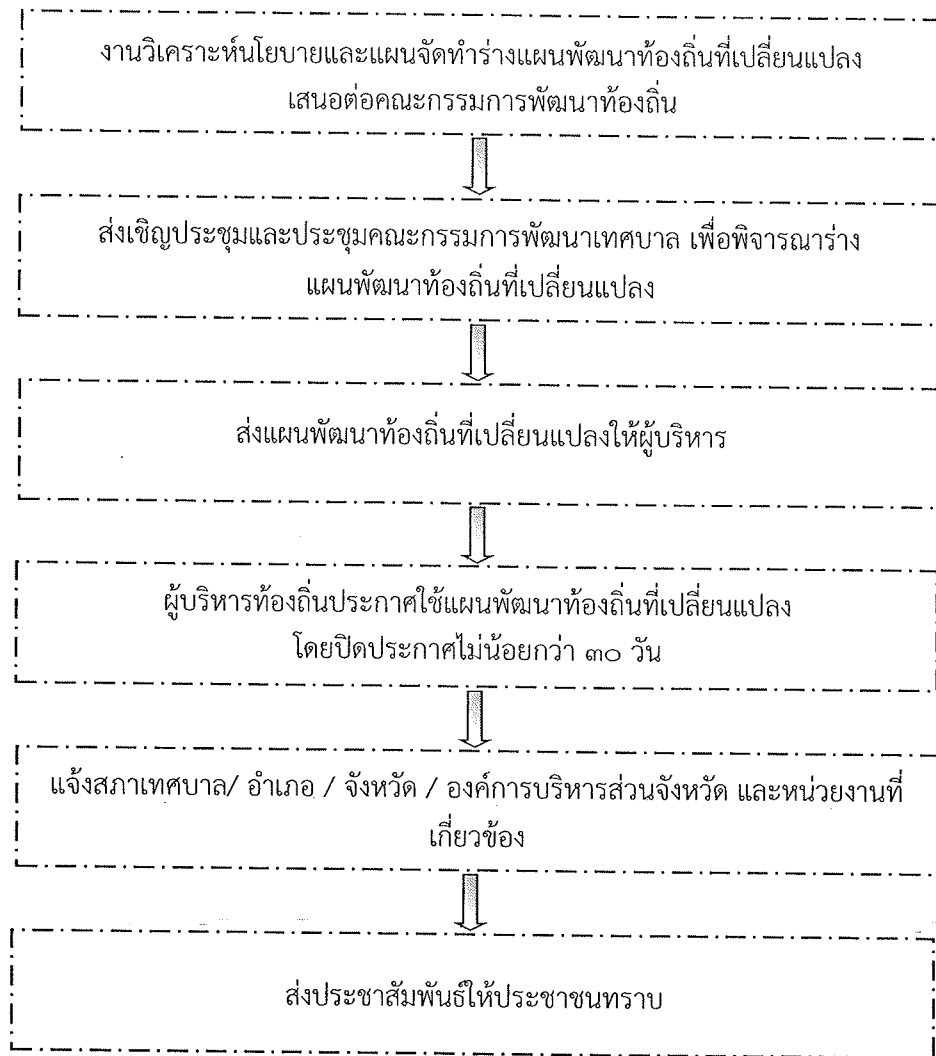 งานวิเคราะห์นโยบายและแผนจัดทำร่างแผนพัฒนาท้องถิ่นที่เปลี่ยนแปลง
เสนอต่อคณะกรรมการพัฒนาท้องถิ่น
ส่งเชิญประชุมและประชุมคณะกรรมการพัฒนาเทศบาล เพื่อพิจารณาร่าง
แผนพัฒนาท้องถิ่นที่เปลี่ยนแปลง
ส่งแผนพัฒนาท้องถิ่นที่เปลี่ยนแปลงให้ผู้บริหาร
ผู้บริหารท้องถิ่นประกาศใช้แผนพัฒนาท้องถิ่นที่เปลี่ยนแปลง
โดยปิดประกาศไม่น้อยกว่า ๓๐ วัน
แจ้งสภาเทศบาล/ อำเภอ / จังหวัด / องค์การบริหารส่วนจังหวัด และหน่วยงานที่
เกี่ยวข้อง
ส่งประชาสัมพันธ์ให้ประชาชนทราบ